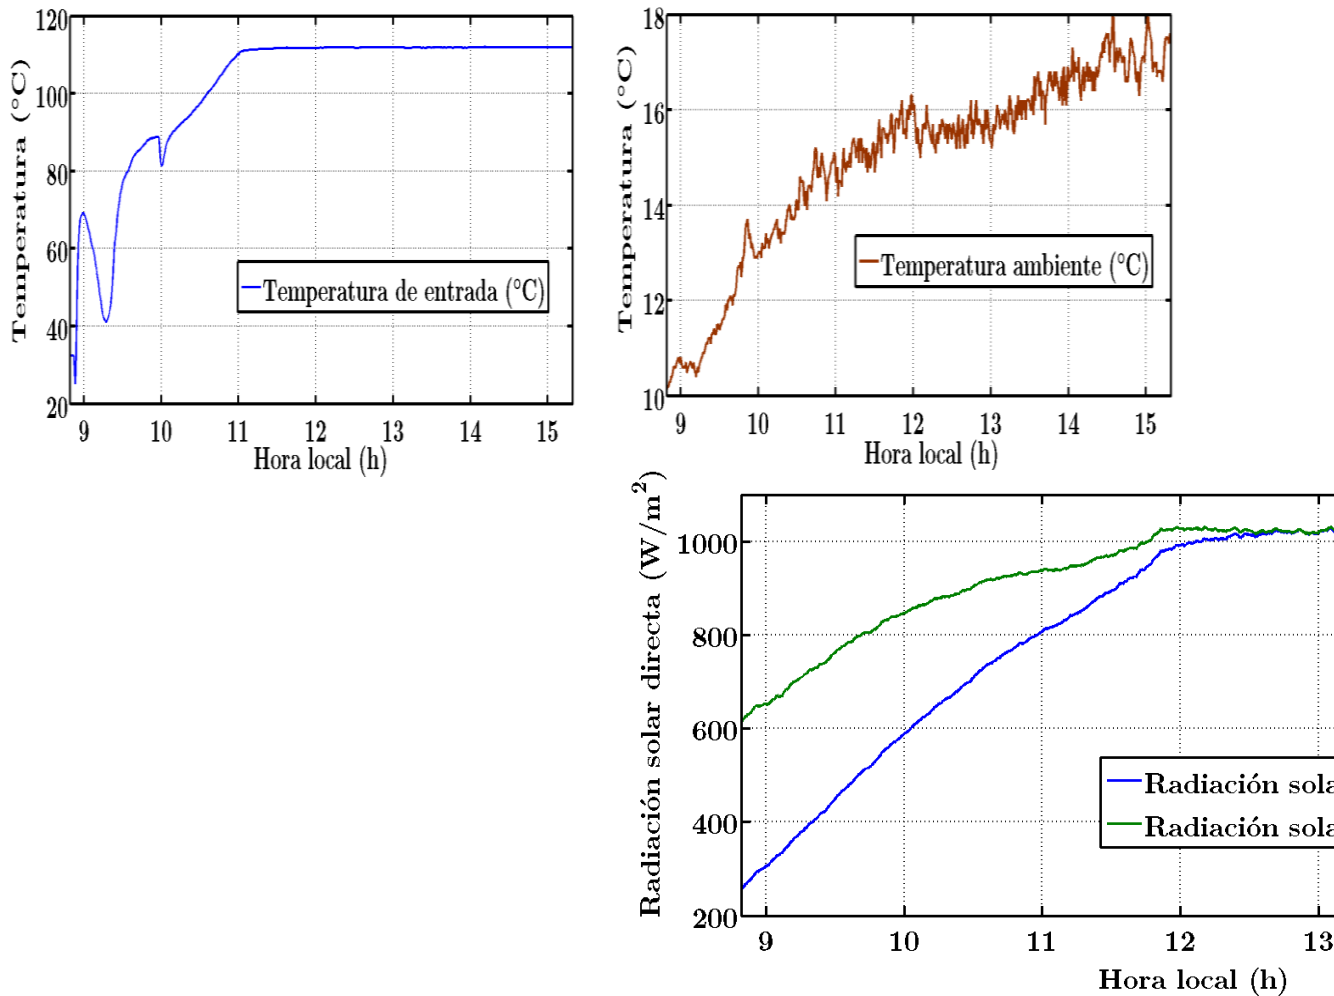 120
100
80
60
40
20
Temperatura (°C)
Temperatura de entrada (°C)
9 10 11 12 13 14 15
Hora local (h)
18
16
14
12
10
Temperatura (°C)
Temperatura ambiente (°C)
9 10 11 12 13 14 15
Hora local (h)
1000
800
600
400
200
Radiación solar directa (W/m²)
Radiación sola
Radiación sola
9 10 11 12 13
Hora local (h)